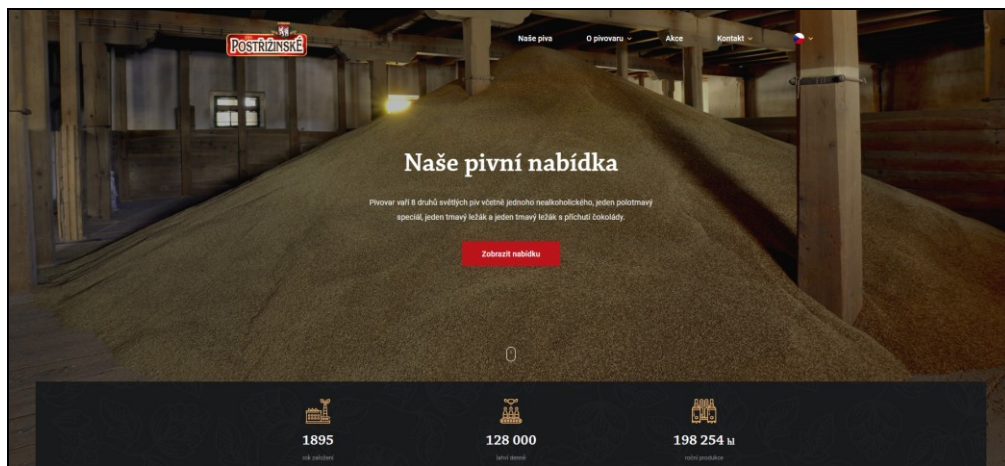 POSTŘIŽINSKÉ
Naše piva
O pivovaru
Akce
Kontakt
Naše pivní nabídka
Pivovar vaří 8 druhů světlých piv včetně jednoho nealkoholického, jeden polotmavý
speciál, jeden tmavý ležák a jeden tmavý ležák s příchutí čokolády.
Zobrazit nabídku
1895
128 000
198 254 hl
rok založení
lahví denně
roční produkce